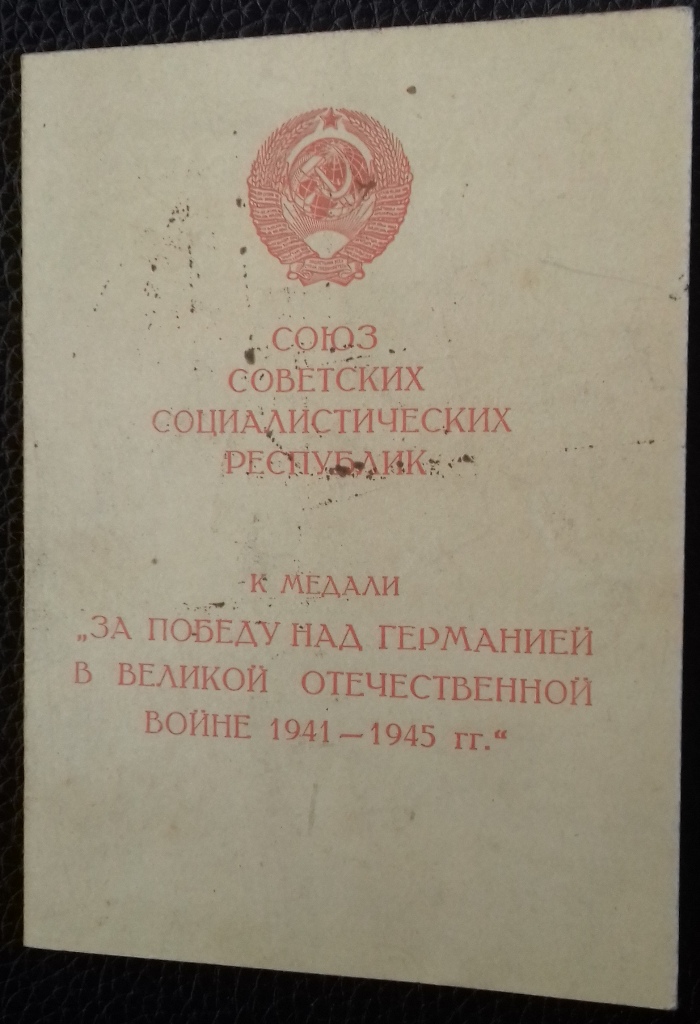 СОЮЗ
СОВЕТСКИХ
СОЦИАЛИСТИЧЕСКИХ
РЕСПУБЛИК
К МЕДАЛИ
„ЗА ПОБЕДУ НАД ГЕРМАНИЕЙ
В ВЕЛИКОЙ ОТЕЧЕСТВЕННОЙ
ВОЙНЕ 1941—1945 гг.“